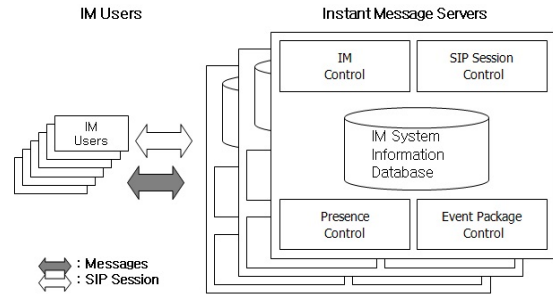 IM Users
Instant Message Servers
IM
Control
SIP Session
Control
IM
Users
IM System
Information
Database
Presence
Control
Event Package
Control
: Messages
: SIP Session